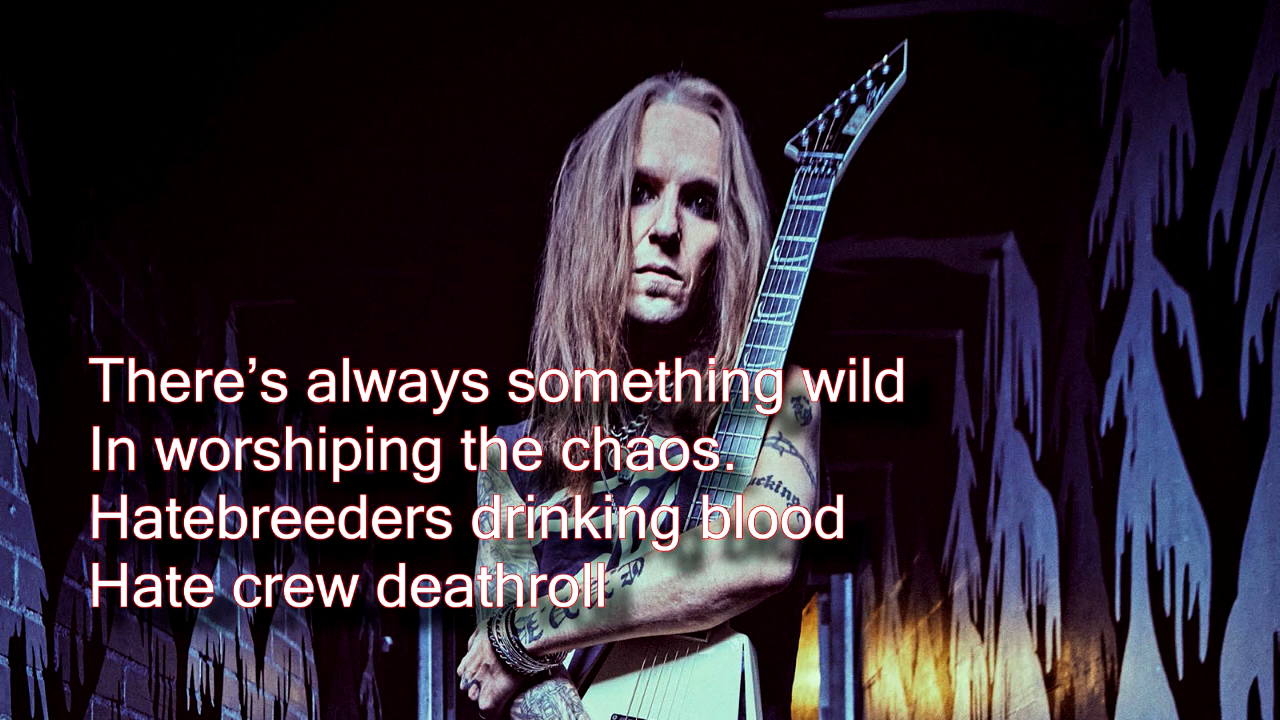 There’s always something wild
In worshiping the chaos.
Hatebreeders drinking blood
Hate crew deathroll